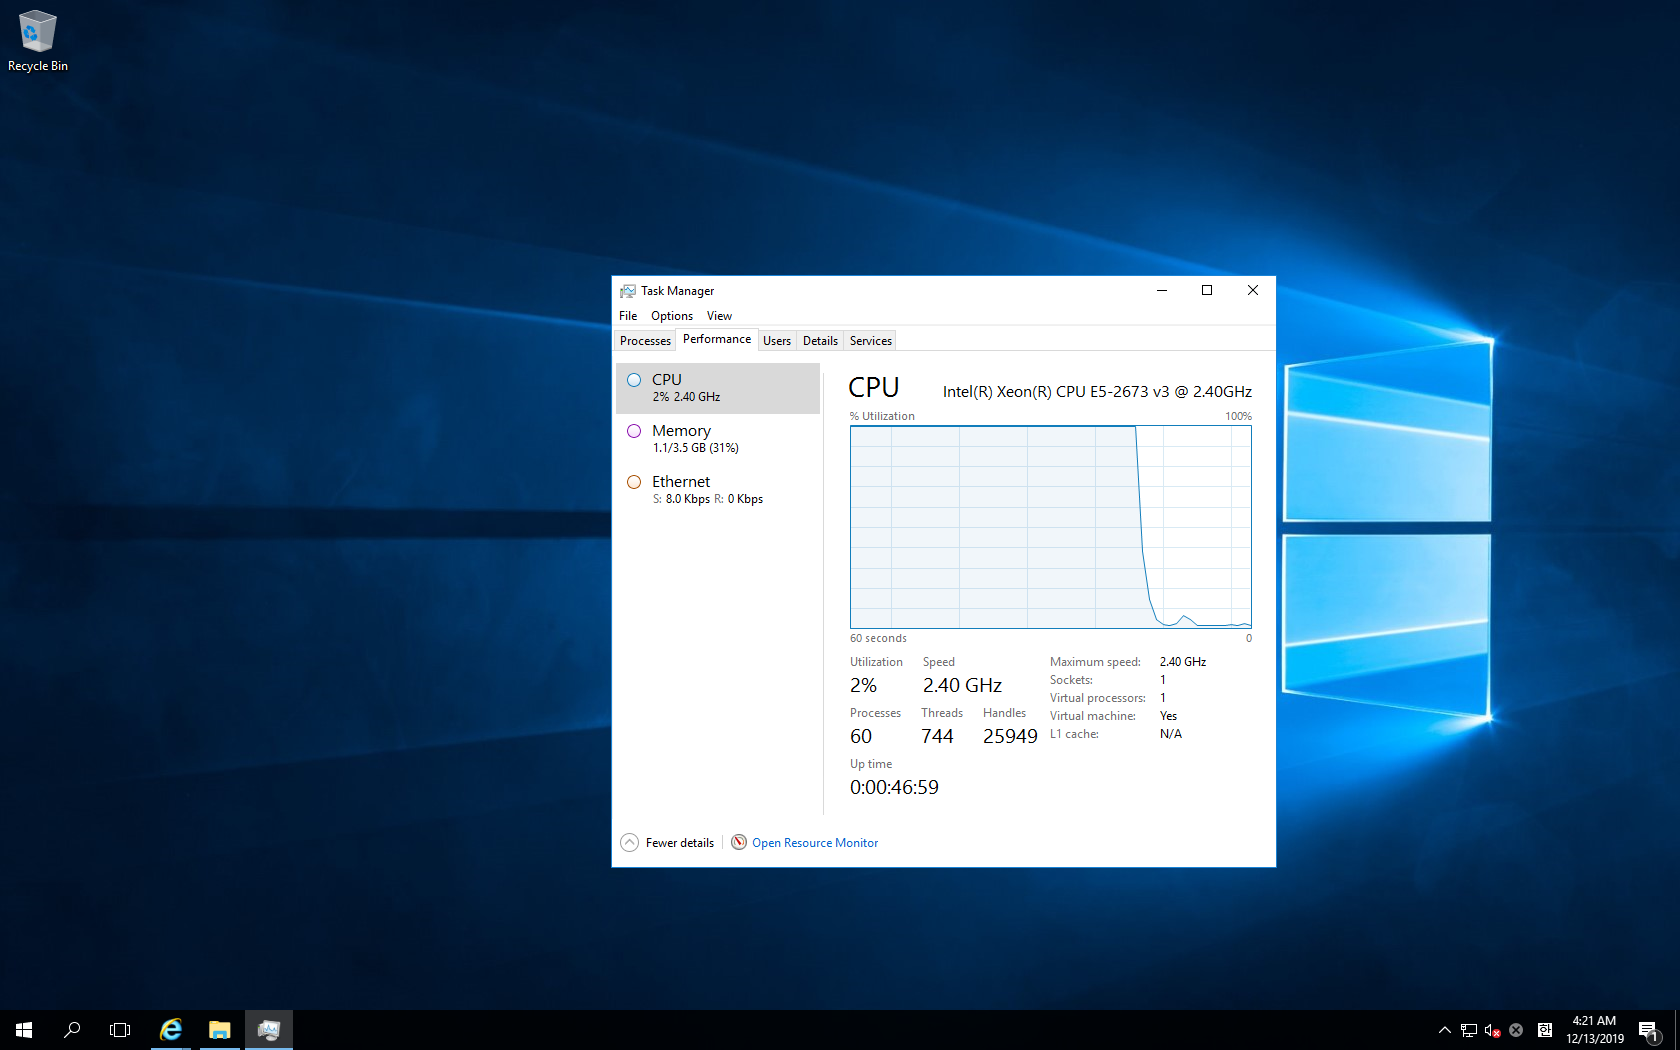 Recycle Bin
Task Manager
File Options View
Processes Performance Users Details Services
CPU
2% 2.40 GHz
Memory
1.1/3.5 GB (31%)
Ethernet
S: 8.0 Kbps R: 0 Kbps
CPU Intel(R) Xeon(R) CPU E5-2673 v3 @ 2.40GHz
% Utilization 100%
60 seconds 0
Utilization Speed
2% 2.40 GHz
Processes Threads Handles
60 744 25949
Up time
0:00:46:59
Maximum speed: 2.40 GHz
Sockets: 1
Virtual processors: 1
Virtual machine: Yes
L1 cache: N/A
Fewer details Open Resource Monitor
4:21 AM
12/13/2019
1